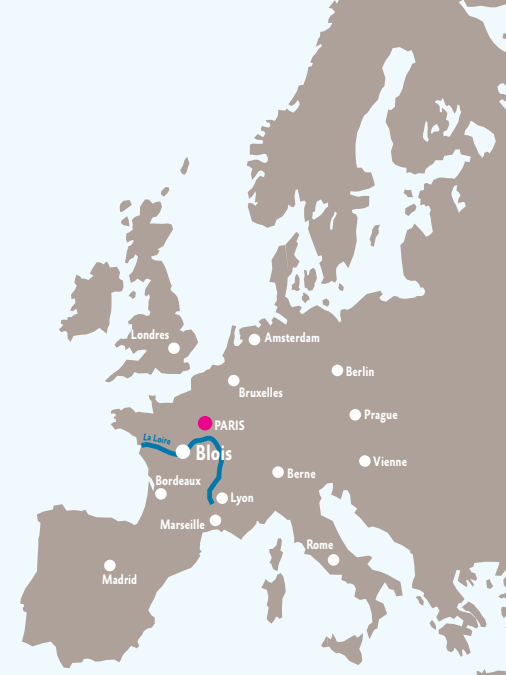 Londres
Amsterdam
Berlin
Bruxelles
Prague
PARIS
La Loire
Blois
Vienne
Berne
Bordeaux
Lyon
Marseille
Rome
Madrid